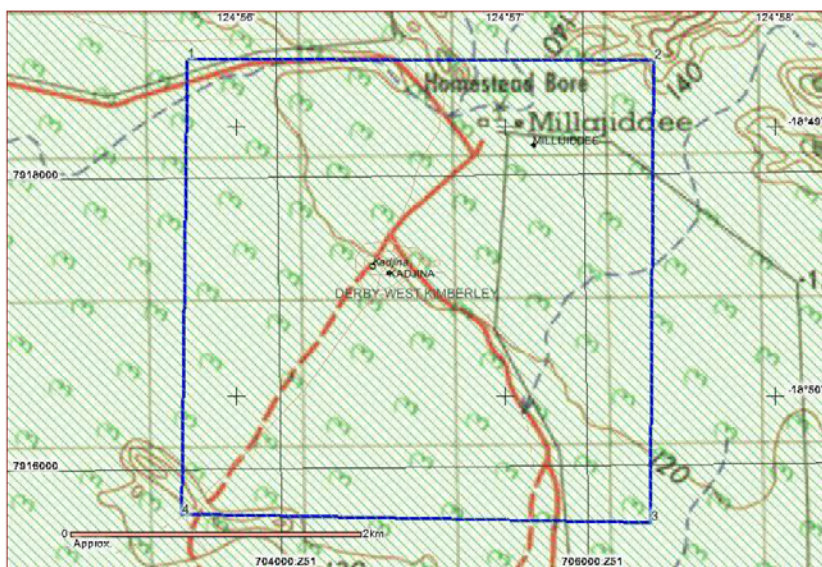 124°56'
124°57'
124°58'
1
2
140
140
Homestead Bore
Millajiddee
MILLIJIDDEE
-18°49'
7918000
Kadjina
KADJINA
DERBY-WEST KIMBERLEY
-18°50'
7916000
120
4
3
0
2km
Approx.
704000:Z51
706000:Z51